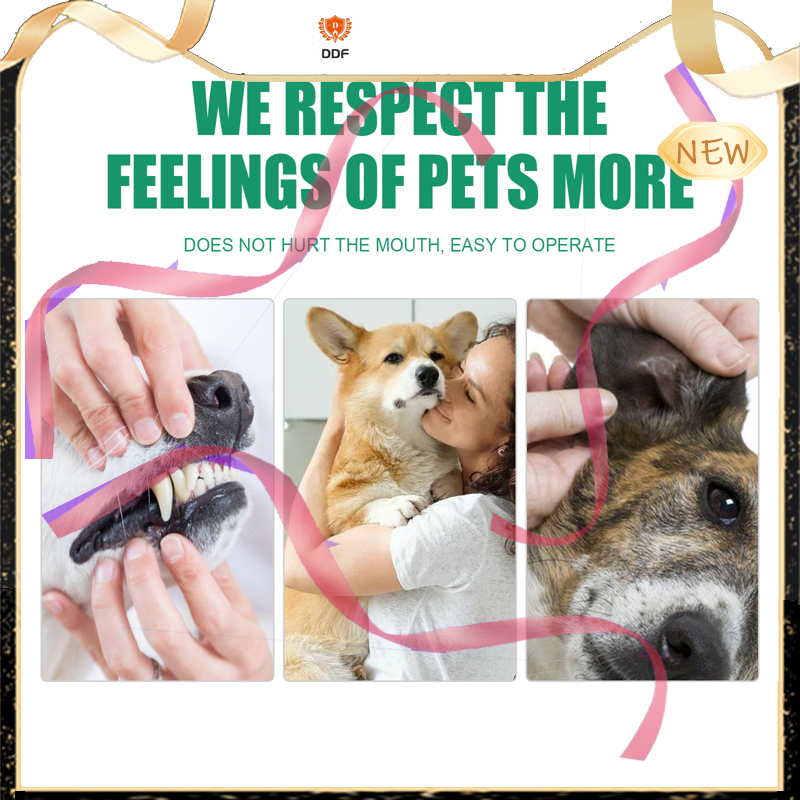 DDF
WE RESPECT THE
FEELINGS OF PETS MORE
NEW
DOES NOT HURT THE MOUTH, EASY TO OPERATE